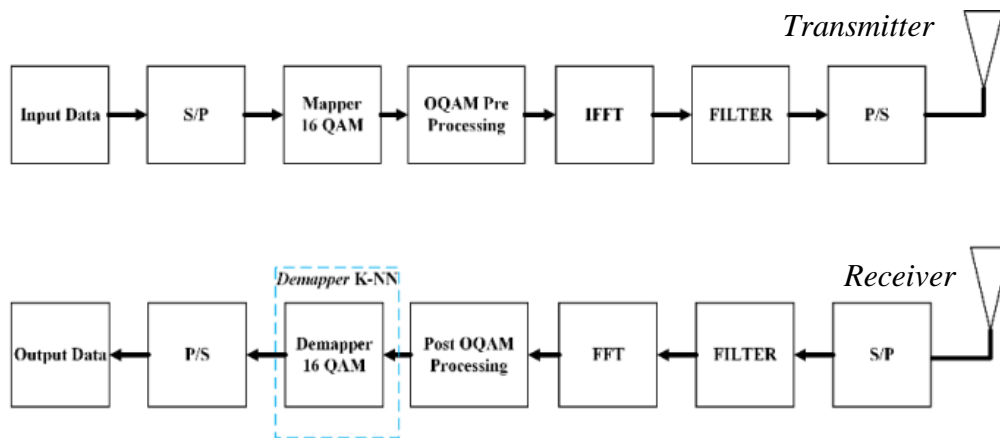 Transmitter
Input Data
S/P
Mapper
16 QAM
OQAM Pre
Processing
IFFT
FILTER
P/S
Receiver
Demapper K-NN
Output Data
P/S
Demapper
16 QAM
Post OQAM
Processing
FFT
FILTER
S/P